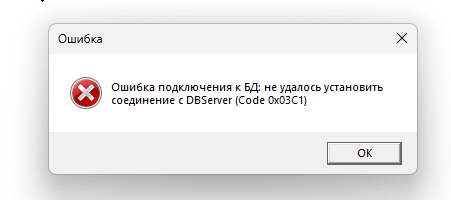 Ошибка
Ошибка подключения к БД: не удалось установить
соединение с DBServer (Code 0x03C1)
OK